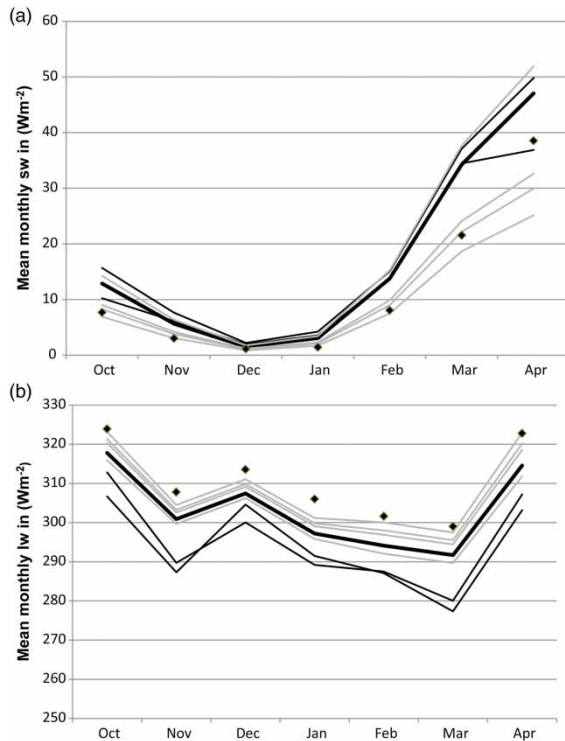 (a)
Mean monthly sw in (Wm-2)
60
50
40
30
20
10
0
Oct Nov Dec Jan Feb Mar Apr
(b)
Mean monthly lw in (Wm-2)
330
320
310
300
290
280
270
260
250
Oct Nov Dec Jan Feb Mar Apr